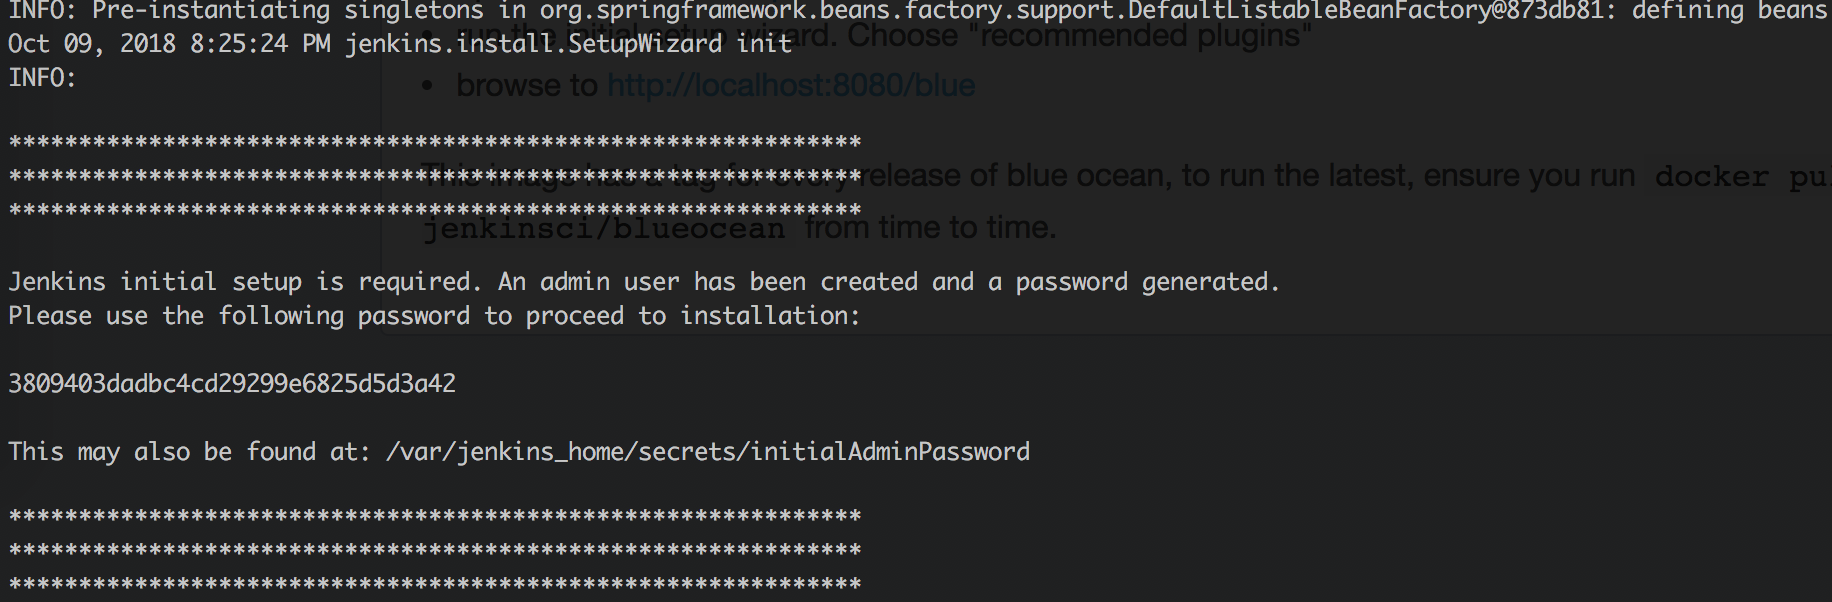 INFO: Pre-instantiating singletons in org.springframework.beans.factory.support.DefaultListableBeanFactory@873db81: defining beans
Oct 09, 2018 8:25:24 PM jenkins.install.SetupWizard init
run the initial setup wizard. Choose "recommended plugins"
INFO:
• browse to http://localhost:8080/blue
*************************************************************
*************************************************************
This image has a tag for every release of blue ocean, to run the latest, ensure you run docker pu
*************************************************************
jenkinsci/blueocean from time to time.
Jenkins initial setup is required. An admin user has been created and a password generated.
Please use the following password to proceed to installation:
3809403dadbc4cd29299e6825d5d3a42
This may also be found at: /var/jenkins_home/secrets/initialAdminPassword
*************************************************************
*************************************************************
*************************************************************